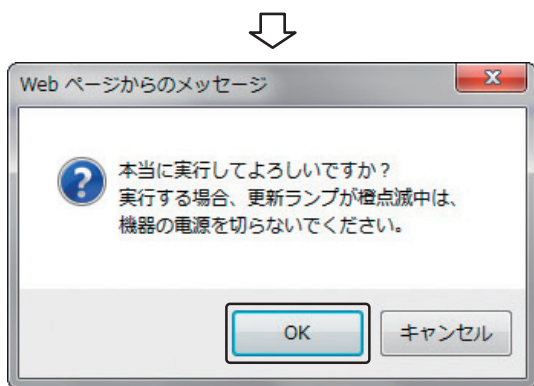 Web ページからのメッセージ
本当に実行してよろしいですか？
実行する場合、更新ランプが橙点滅中は、
機器の電源を切らないでください。
OK
キャンセル